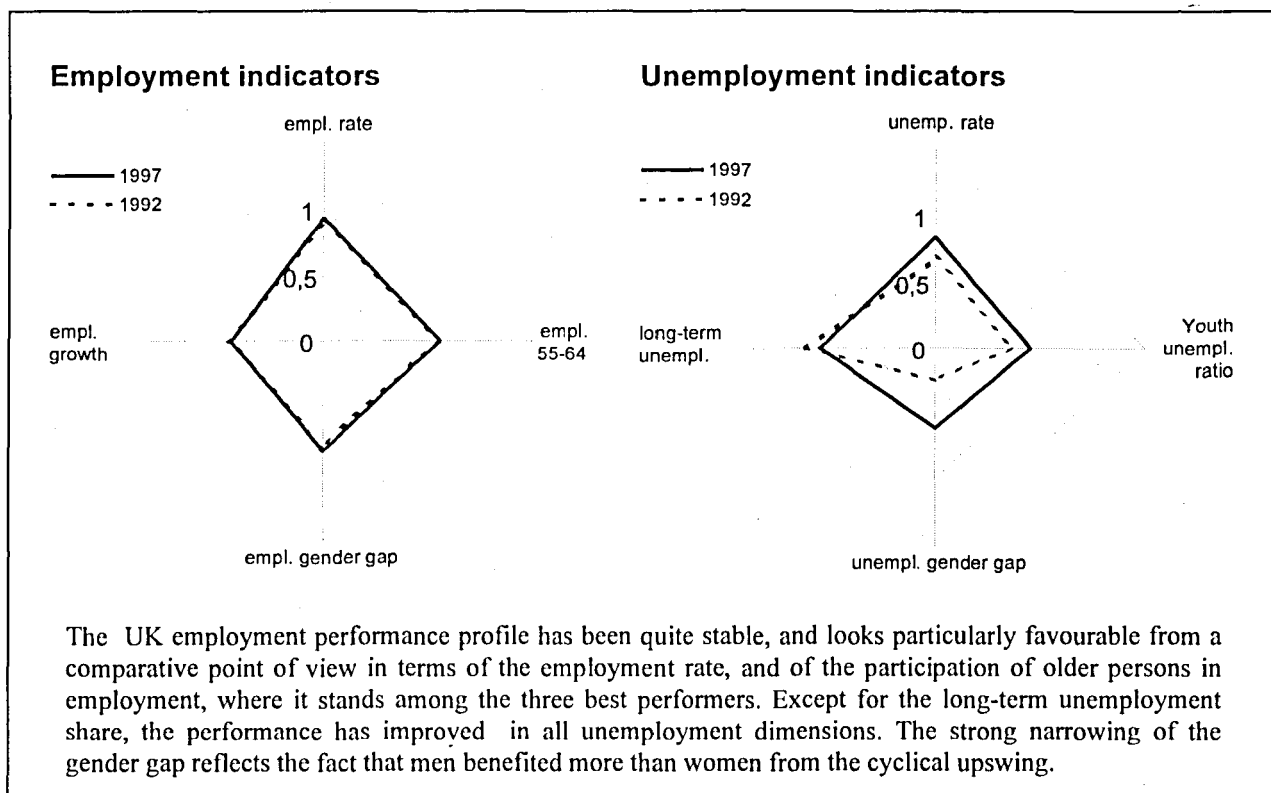 Employment indicators
empl. rate
1997
1992
1
0,5
0
empl.
growth
empl.
55-64
empl. gender gap
Unemployment indicators
unemp. rate
1997
1992
1
0,5
0
long-term
unempl.
Youth
unempl.
ratio
unempl. gender gap
The UK employment performance profile has been quite stable, and looks particularly favourable from a
comparative point of view in terms of the employment rate, and of the participation of older persons in
employment, where it stands among the three best performers. Except for the long-term unemployment
share, the performance has improved in all unemployment dimensions. The strong narrowing of the
gender gap reflects the fact that men benefited more than women from the cyclical upswing.